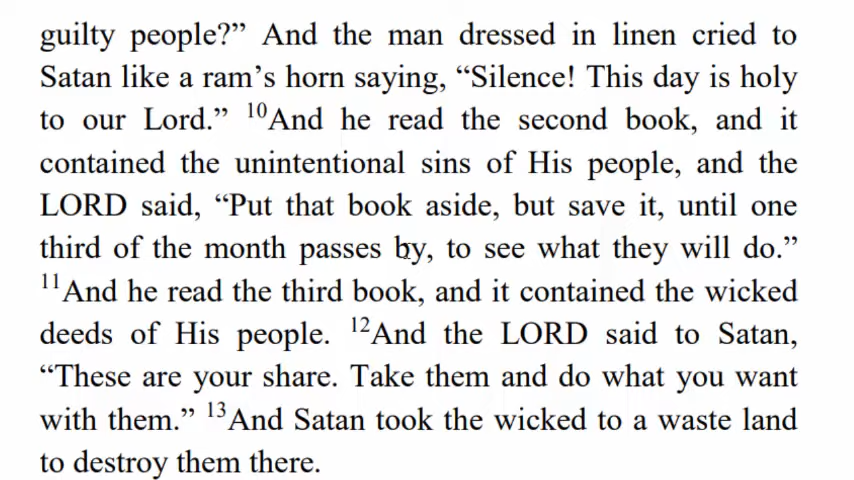 guilty people?” And the man dressed in linen cried to
Satan like a ram’s horn saying, “Silence! This day is holy
to our Lord.” ¹⁰And he read the second book, and it
contained the unintentional sins of His people, and the
LORD said, “Put that book aside, but save it, until one
third of the month passes by, to see what they will do.”
¹¹And he read the third book, and it contained the wicked
deeds of His people. ¹²And the LORD said to Satan,
“These are your share. Take them and do what you want
with them.” ¹³And Satan took the wicked to a waste land
to destroy them there.